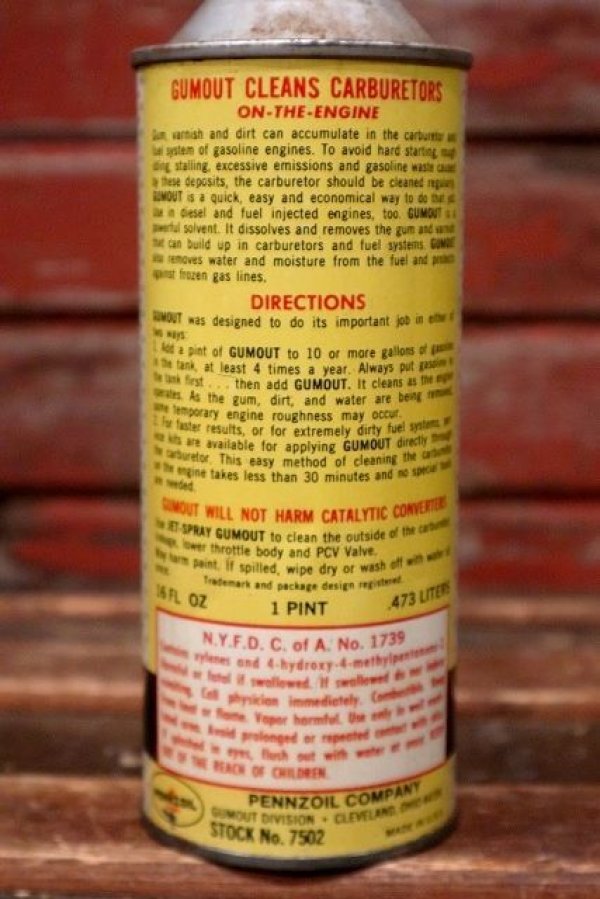 GUMOUT CLEANS CARBURETORS
ON-THE-ENGINE
Gum, varnish and dirt can accumulate in the carburetor and
fuel system of gasoline engines. To avoid hard starting, rough
idling, stalling, excessive emissions and gasoline waste caused
by these deposits, the carburetor should be cleaned regularly.
GUMOUT is a quick, easy and economical way to do that job.
Use in diesel and fuel injected engines, too. GUMOUT is a
powerful solvent. It dissolves and removes the gum and varnish
that can build up in carburetors and fuel systems. GUMOUT
also removes water and moisture from the fuel and protects
against frozen gas lines.
DIRECTIONS
GUMOUT was designed to do its important job in either of
two ways:
1. Add a pint of GUMOUT to 10 or more gallons of gasoline
in the tank, at least 4 times a year. Always put gasoline in
the tank first . . . then add GUMOUT. It cleans as the engine
operates. As the gum, dirt, and water are being removed,
some temporary engine roughness may occur.
2. For faster results, or for extremely dirty fuel systems,
kits are available for applying GUMOUT directly through
the carburetor. This easy method of cleaning the carburetor
on the engine takes less than 30 minutes and no special tools
are needed.
GUMOUT WILL NOT HARM CATALYTIC CONVERTERS
Use JET-SPRAY GUMOUT to clean the outside of the carburetor,
linkage, lower throttle body and PCV Valve.
May harm paint. If spilled, wipe dry or wash off with water at
once.
Trademark and package design registered.
16 FL OZ 1 PINT .473 LITERS
N.Y.F.D. C. of A. No. 1739
Contains xylenes and 4-hydroxy-4-methylpentanone-2
Harmful or fatal if swallowed. If swallowed do not induce
vomiting. Call physician immediately. Combustible. Keep
from heat or flame. Vapor harmful. Use only in well
area. Avoid prolonged or repeated contact with skin.
If splashed in eyes, flush out with water at once. KEEP
OUT OF THE REACH OF CHILDREN.
PENNZOIL
PENNZOIL COMPANY
GUMOUT DIVISION • CLEVELAND, OHIO
STOCK No. 7502 MADE IN U.S.A.